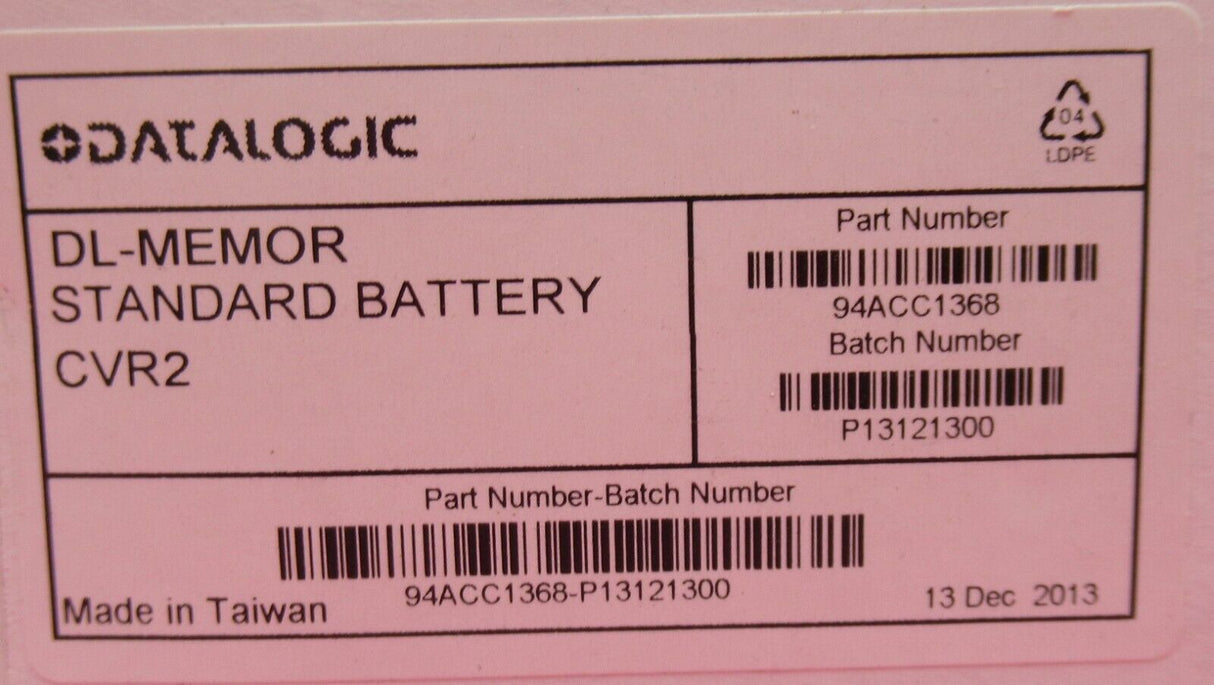 DATALOGIC
04
LDPE
DL-MEMOR
STANDARD BATTERY
CVR2
Part Number
94ACC1368
Batch Number
P13121300
Part Number-Batch Number
94ACC1368-P13121300
Made in Taiwan
13 Dec 2013